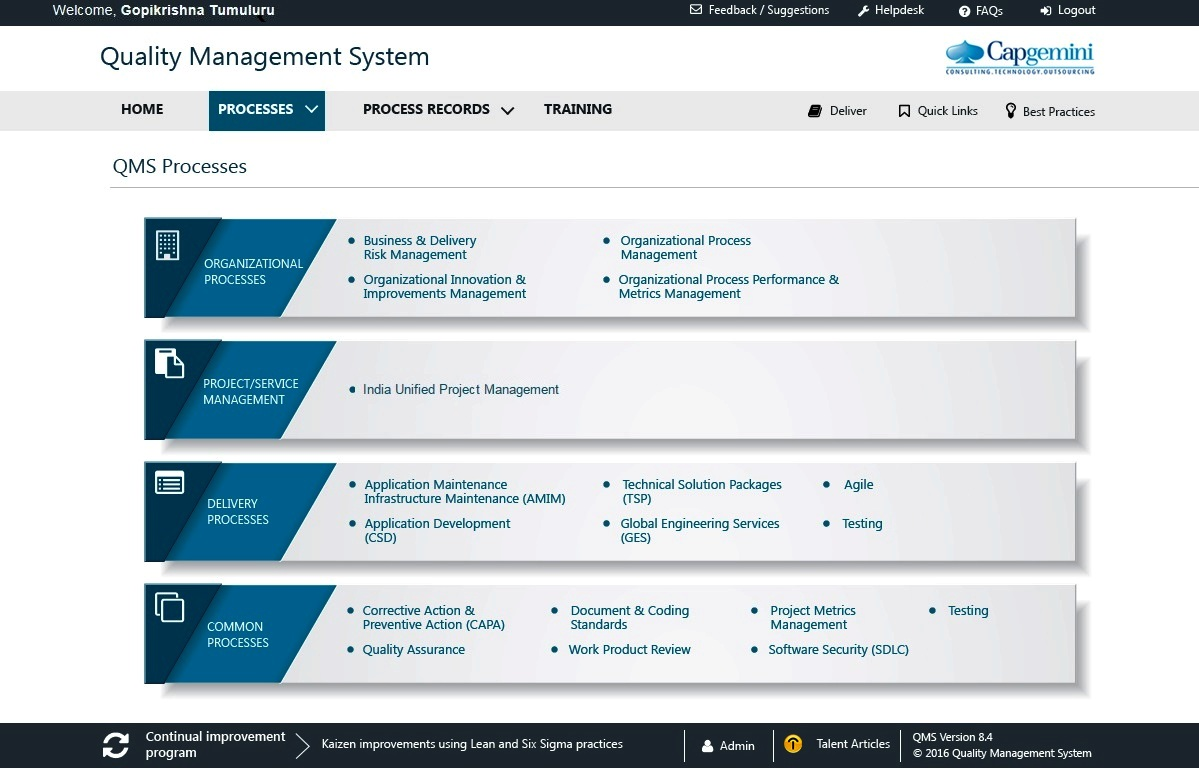 Welcome, Gopikrishna Tumuluru
Feedback / Suggestions
Helpdesk
FAQs
Logout
Quality Management System
Capgemini
CONSULTING.TECHNOLOGY.OUTSOURCING
HOME
PROCESSES
PROCESS RECORDS
TRAINING
Deliver
Quick Links
Best Practices
QMS Processes
ORGANIZATIONAL
PROCESSES
Business & Delivery
Risk Management
Organizational Innovation &
Improvements Management
Organizational Process
Management
Organizational Process Performance &
Metrics Management
PROJECT/SERVICE
MANAGEMENT
India Unified Project Management
DELIVERY
PROCESSES
Application Maintenance
Infrastructure Maintenance (AMIM)
Application Development
(CSD)
Technical Solution Packages
(TSP)
Global Engineering Services
(GES)
Agile
Testing
COMMON
PROCESSES
Corrective Action &
Preventive Action (CAPA)
Quality Assurance
Document & Coding
Standards
Work Product Review
Project Metrics
Management
Software Security (SDLC)
Testing
Continual improvement
program
Kaizen improvements using Lean and Six Sigma practices
Admin
Talent Articles
QMS Version 8.4
© 2016 Quality Management System